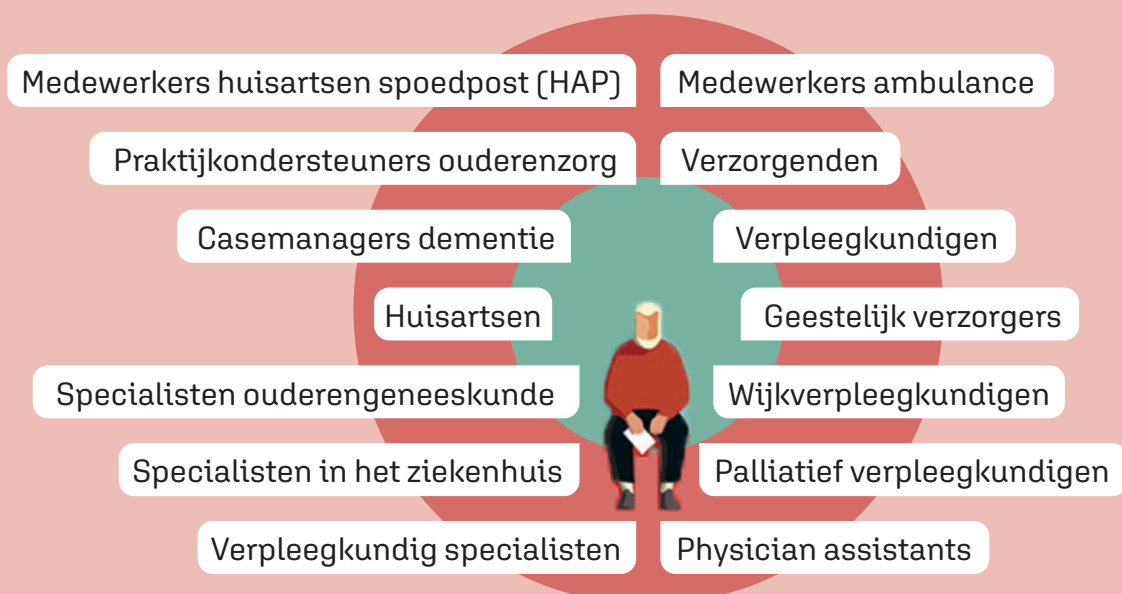 Medewerkers huisartsen spoedpost (HAP)
Medewerkers ambulance
Praktijkondersteuners ouderenzorg
Verzorgenden
Casemanagers dementie
Verpleegkundigen
Huisartsen
Geestelijk verzorgers
Specialisten ouderengeneeskunde
Wijkverpleegkundigen
Specialisten in het ziekenhuis
Palliatief verpleegkundigen
Verpleegkundig specialisten
Physician assistants